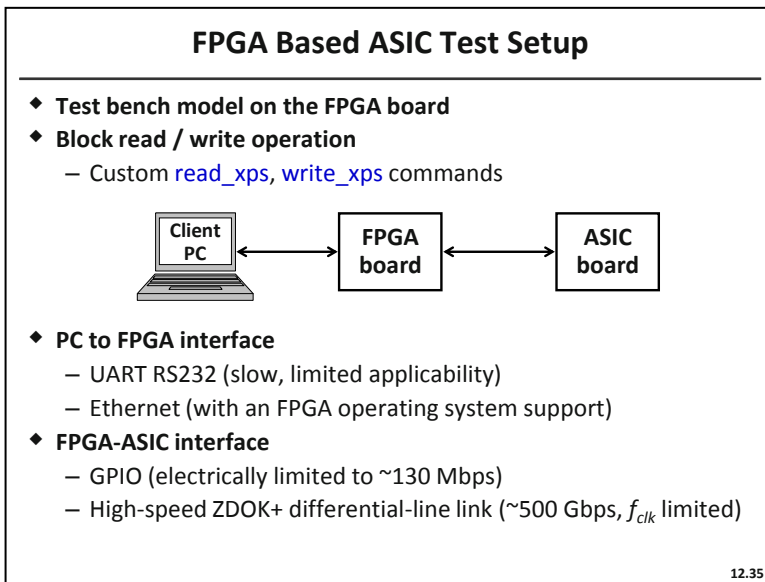 FPGA Based ASIC Test Setup
◆ Test bench model on the FPGA board
◆ Block read / write operation
– Custom read_xps, write_xps commands
Client
PC
FPGA
board
ASIC
board
◆ PC to FPGA interface
– UART RS232 (slow, limited applicability)
– Ethernet (with an FPGA operating system support)
◆ FPGA-ASIC interface
– GPIO (electrically limited to ~130 Mbps)
– High-speed ZDOK+ differential-line link (~500 Gbps, fclk limited)
12.35